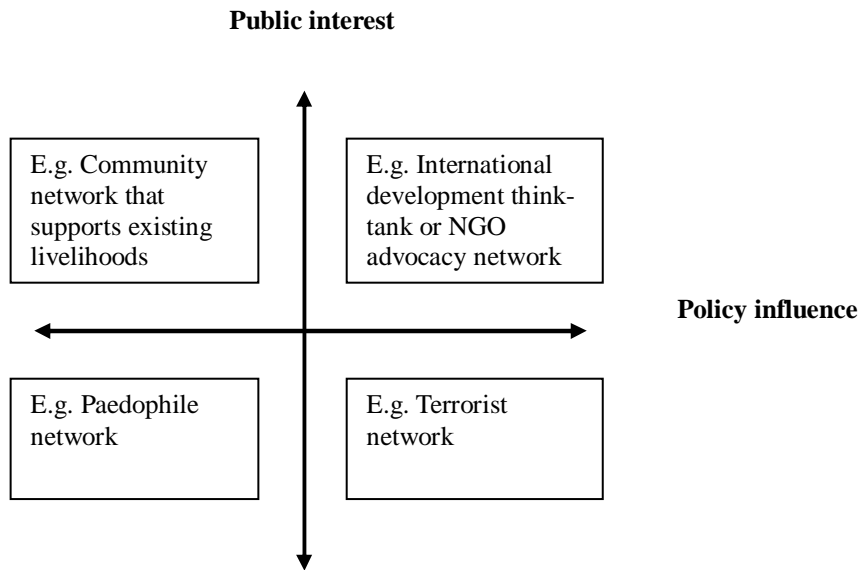 Public interest
E.g. Community
network that
supports existing
livelihoods
E.g. International
development think-
tank or NGO
advocacy network
Policy influence
E.g. Paedophile
network
E.g. Terrorist
network